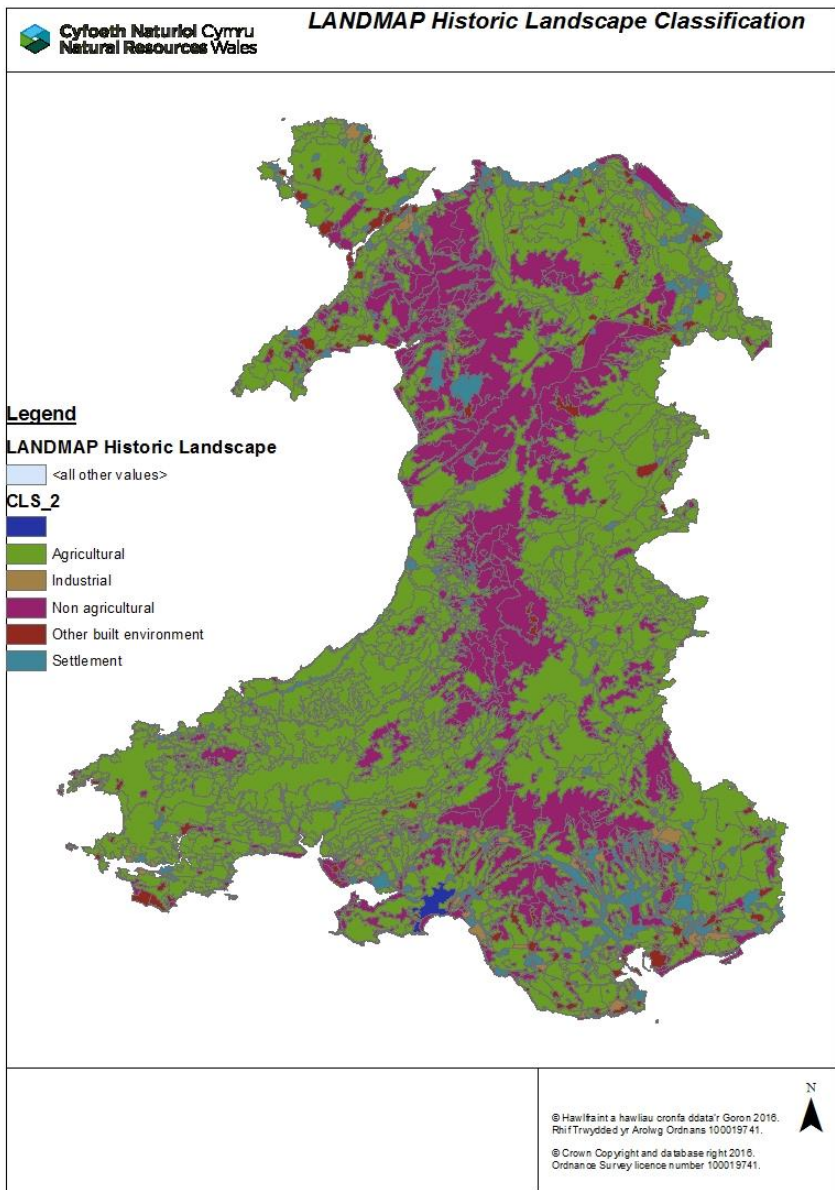 Cyfoeth Naturiol Cymru
Natural Resources Wales
LANDMAP Historic Landscape Classification
Legend
LANDMAP Historic Landscape
<all other values>
CLS_2
Agricultural
Industrial
Non agricultural
Other built environment
Settlement
N
© Hawlfraint a hawliau cronfa ddata'r Goron 2016.
Rhif Trwydded yr Arolwg Ordnans 100019741.
© Crown Copyright and database right 2016.
Ordnance Survey licence number 100019741.